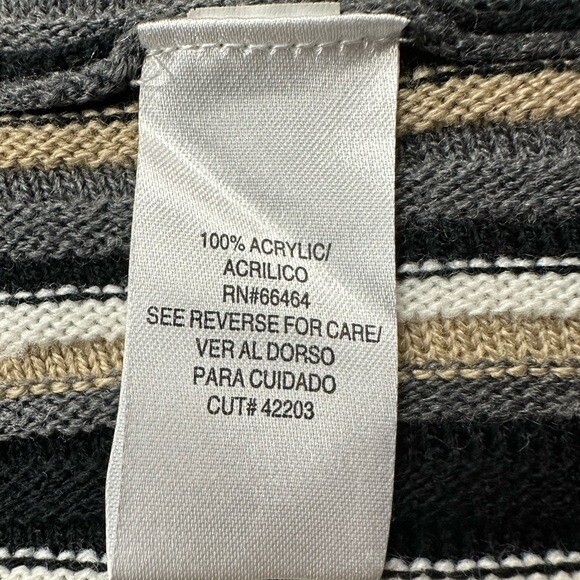 100% ACRYLIC/
ACRILICO
RN#66464
SEE REVERSE FOR CARE/
VER AL DORSO
PARA CUIDADO
CUT# 42203